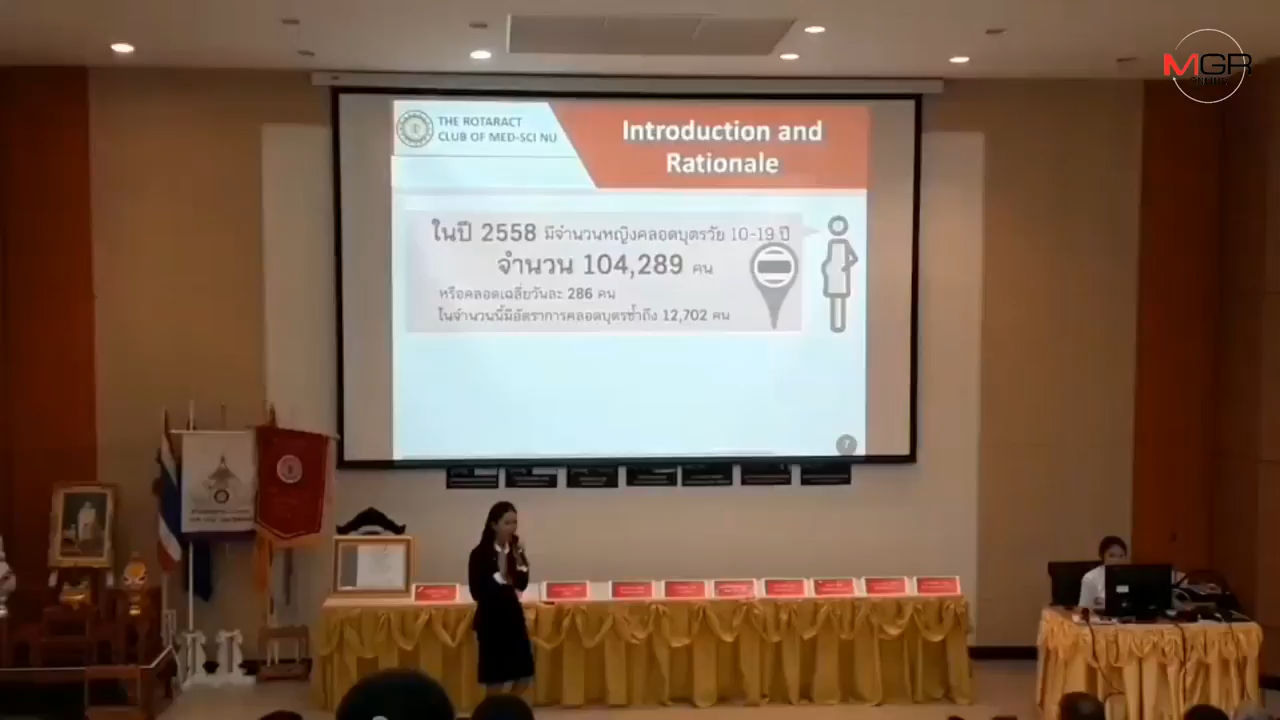 MGR
THE ROTARACT
CLUB OF MED-SCI NU
Introduction and
Rationale
ในปี 2558 มีจำนวนหญิงคลอดบุตรวัย 10-19 ปี
จำนวน 104,289 คน
หรือคลอดเฉลี่ยวันละ 286 คน
ในจำนวนนี้มีอัตราการคลอดบุตรซ้ำถึง 12,702 คน
7